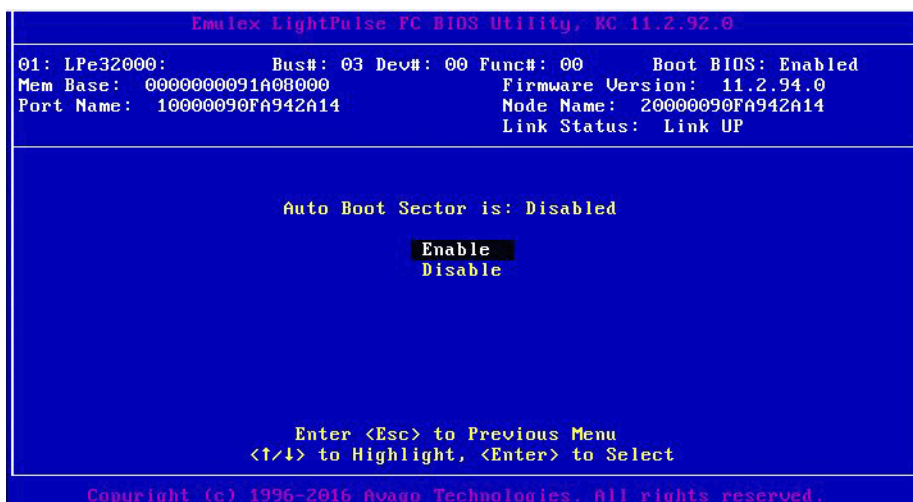 Emulex LightPulse FC BIOS Utility, KC 11.2.92.0
01: LPe32000: Bus#: 03 Dev#: 00 Func#: 00 Boot BIOS: Enabled
Mem Base: 0000000091A08000 Firmware Version: 11.2.94.0
Port Name: 10000090FA942A14 Node Name: 20000090FA942A14
Link Status: Link UP
Auto Boot Sector is: Disabled
Enable
Disable
Enter <Esc> to Previous Menu
<↑/↓> to Highlight, <Enter> to Select
Copyright (c) 1996-2016 Avago Technologies. All rights reserved.